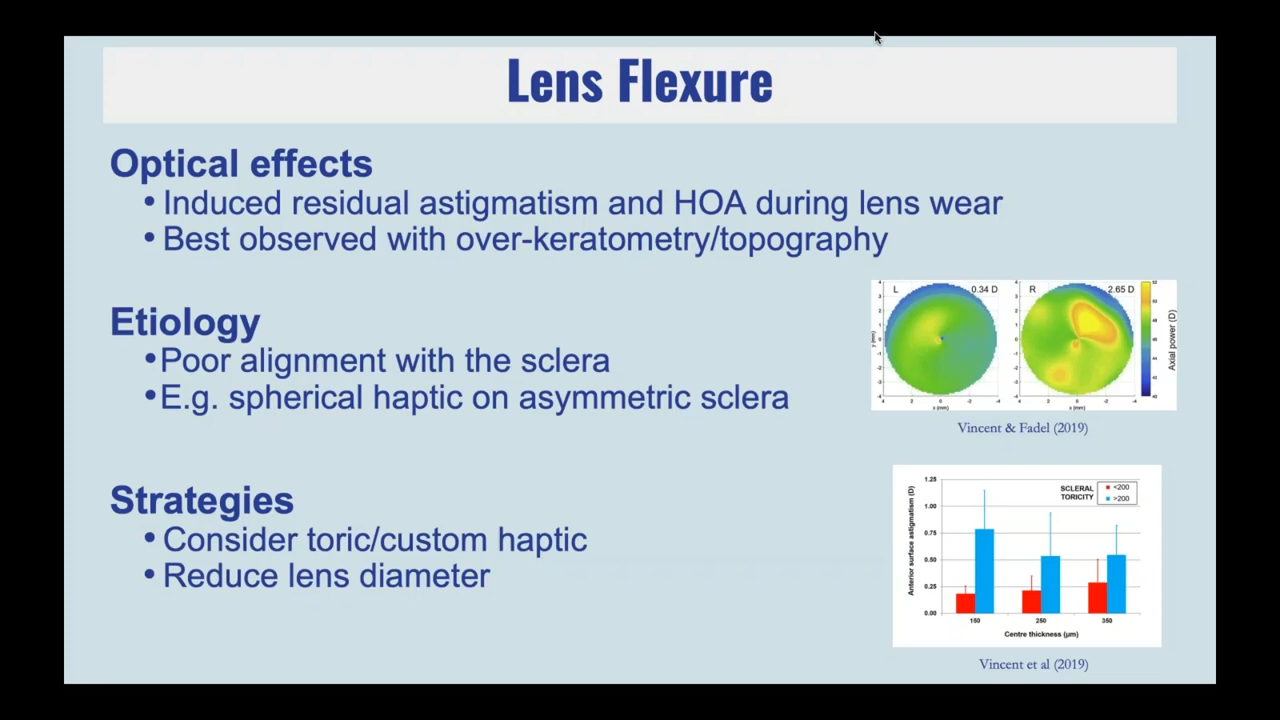 Lens Flexure
Optical effects
• Induced residual astigmatism and HOA during lens wear
• Best observed with over-keratometry/topography
Etiology
• Poor alignment with the sclera
• E.g. spherical haptic on asymmetric sclera
Strategies
• Consider toric/custom haptic
• Reduce lens diameter
L 0.34 D
R 2.65 D
Axial power (D)
x (mm)
x (mm)
Vincent & Fadel (2019)
SCLERAL TORICITY
<200
>200
Anterior surface astigmatism (D)
1.25
1.00
0.75
0.50
0.25
0.00
150 250 350
Centre thickness (µm)
Vincent et al (2019)